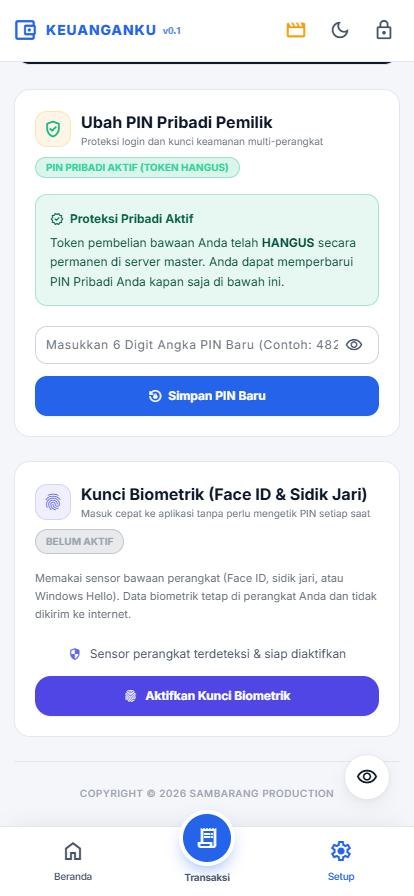 KEUANGANKU v0.1
Ubah PIN Pribadi Pemilik
Proteksi login dan kunci keamanan multi-perangkat
PIN PRIBADI AKTIF (TOKEN HANGUS)
Proteksi Pribadi Aktif
Token pembelian bawaan Anda telah HANGUS secara
permanen di server master. Anda dapat memperbarui
PIN Pribadi Anda kapan saja di bawah ini.
Masukkan 6 Digit Angka PIN Baru (Contoh: 482
Simpan PIN Baru
Kunci Biometrik (Face ID & Sidik Jari)
Masuk cepat ke aplikasi tanpa perlu mengetik PIN setiap saat
BELUM AKTIF
Memakai sensor bawaan perangkat (Face ID, sidik jari, atau
Windows Hello). Data biometrik tetap di perangkat Anda dan tidak
dikirim ke internet.
Sensor perangkat terdeteksi & siap diaktifkan
Aktifkan Kunci Biometrik
COPYRIGHT © 2026 SAMBARANG PRODUCTION
Beranda
Transaksi
Setup